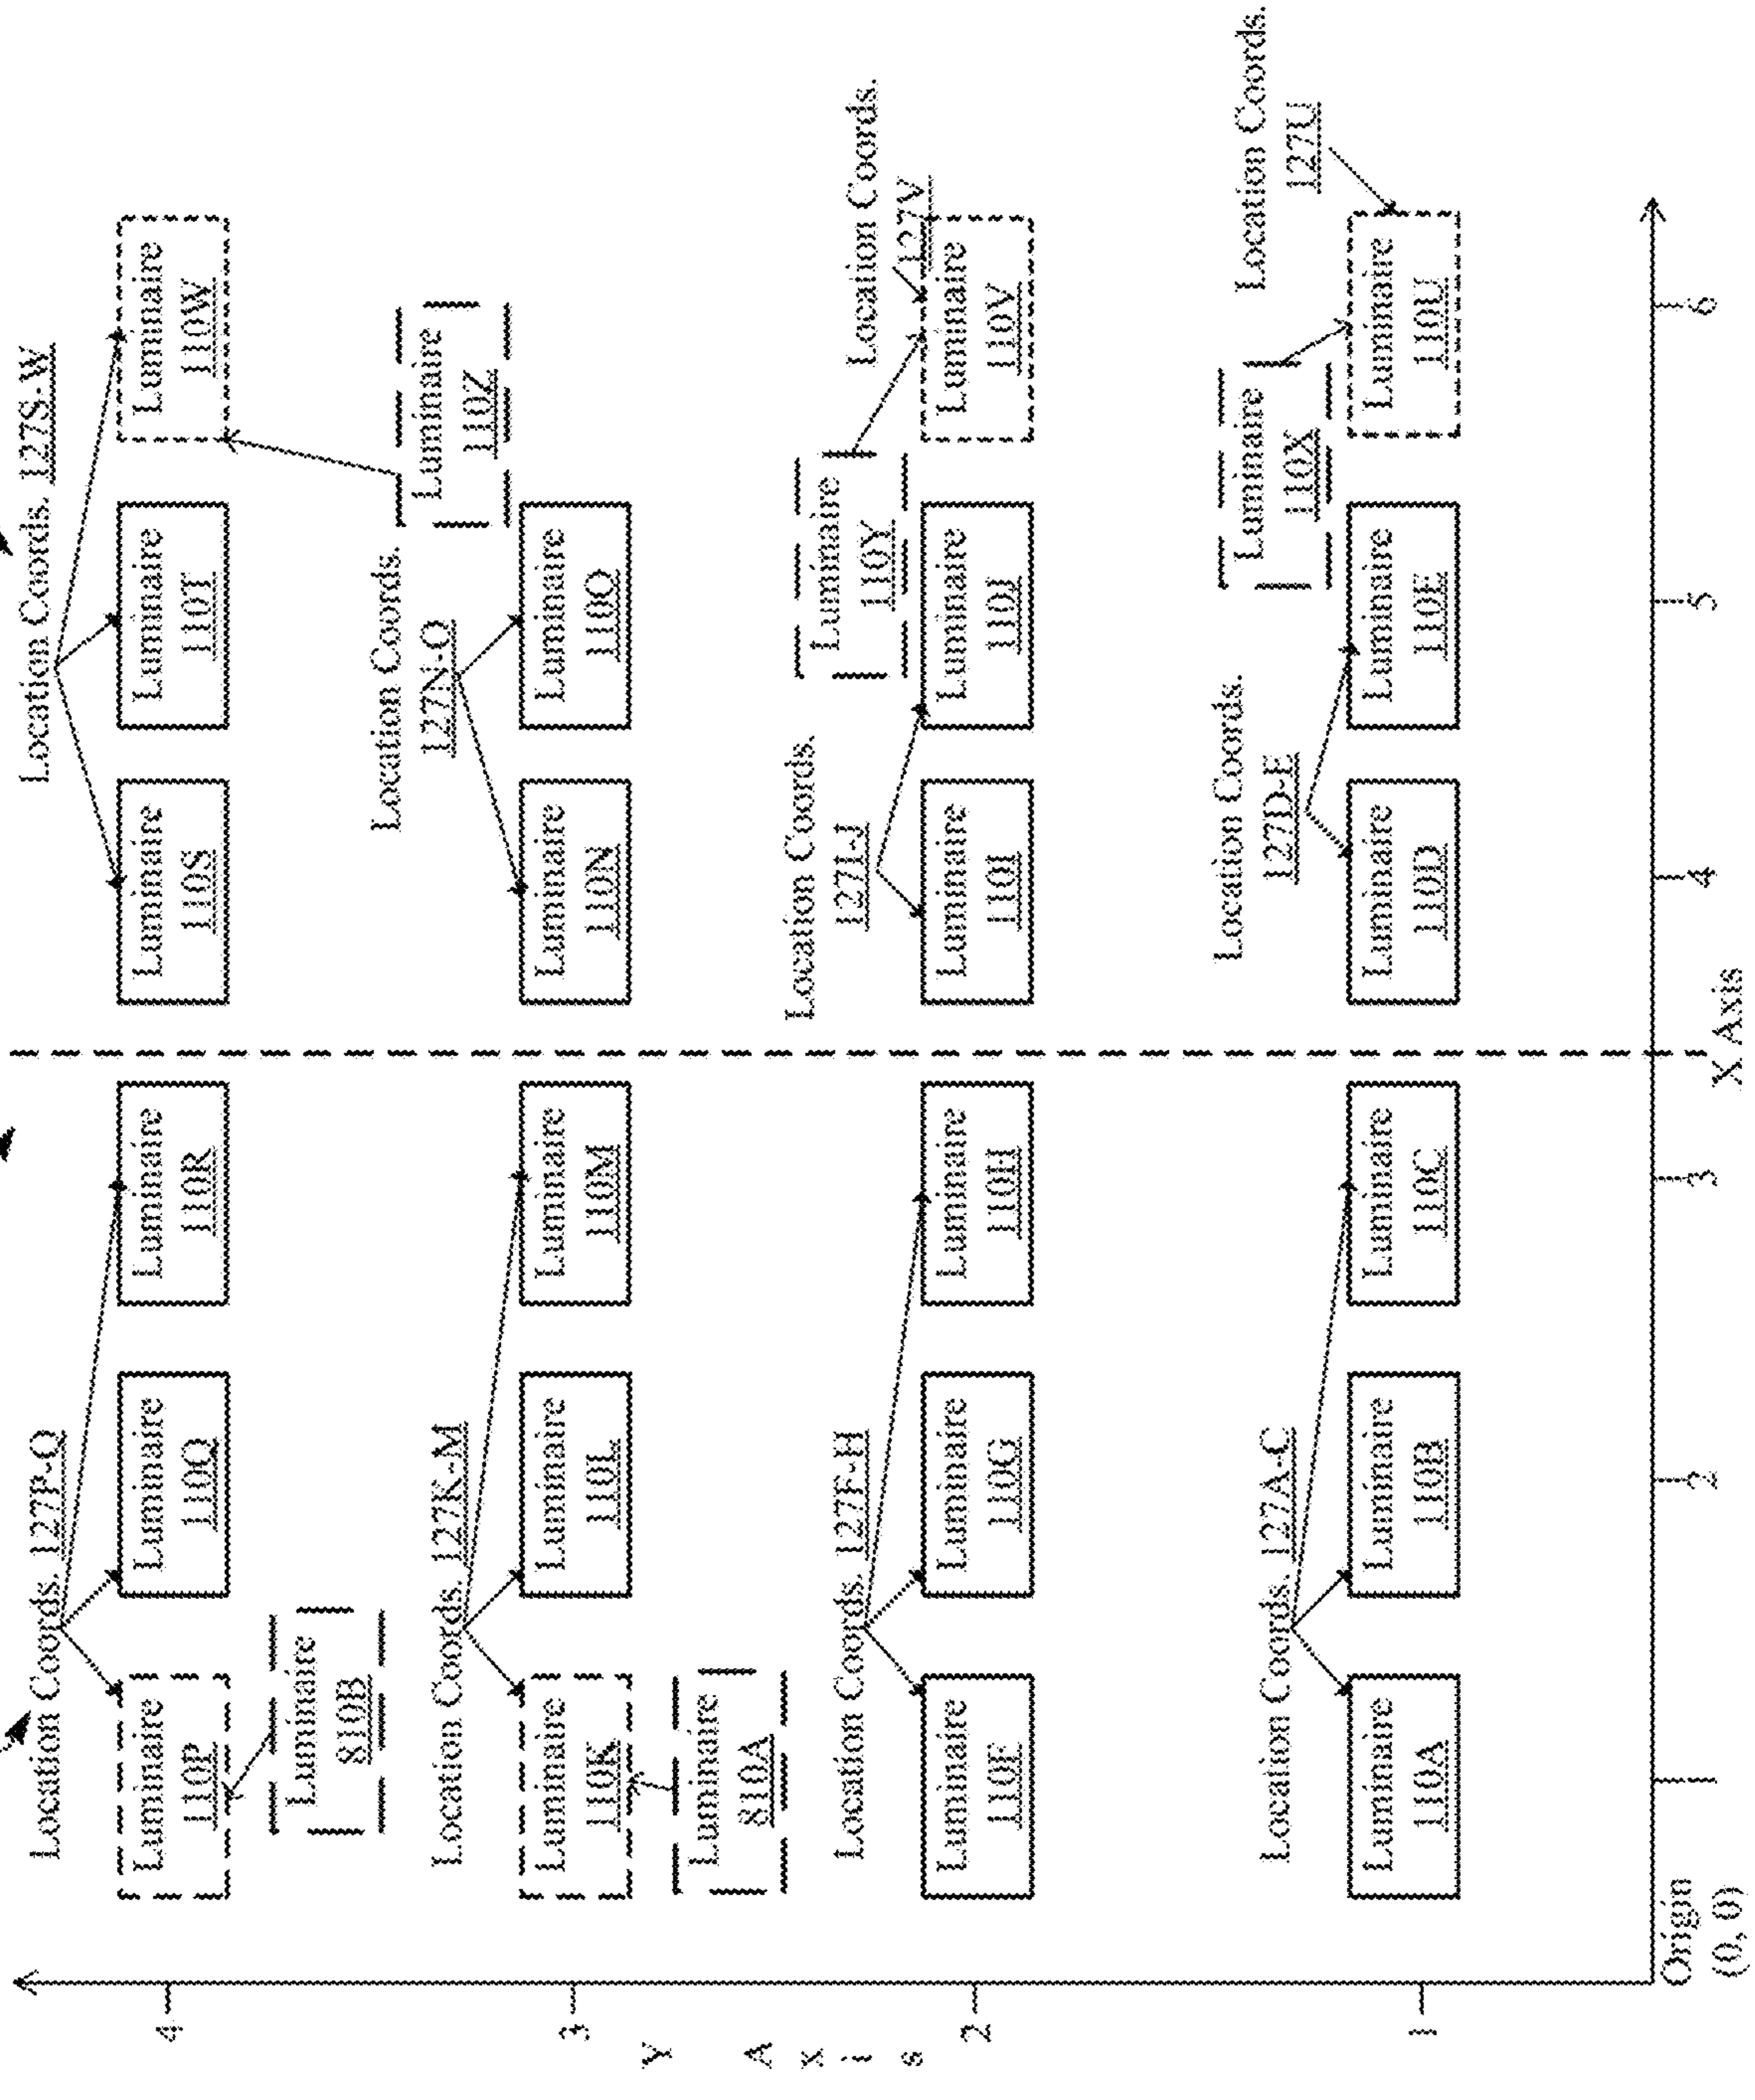 Location Coords. 127P-Q
Location Coords. 127S-W
4
Luminaire
110P
Luminaire
110Q
Luminaire
110R
Luminaire
110S
Luminaire
110T
Luminaire
110W
Luminaire
810B
Location Coords.
127N-O
Luminaire
110Z
Location Coords. 127K-M
3
Luminaire
110K
Luminaire
110L
Luminaire
110M
Luminaire
110N
Luminaire
110O
Y Axis
Luminaire
810A
Location Coords.
127I-J
Luminaire
110Y
Location Coords.
127V
Location Coords. 127F-H
2
Luminaire
110F
Luminaire
110G
Luminaire
110H
Luminaire
110I
Luminaire
110J
Luminaire
110V
Location Coords.
127D-E
Luminaire
110X
Location Coords.
127U
Location Coords. 127A-C
1
Luminaire
110A
Luminaire
110B
Luminaire
110C
Luminaire
110D
Luminaire
110E
Luminaire
110U
Origin
(0, 0)
2
3
4
5
6
X Axis